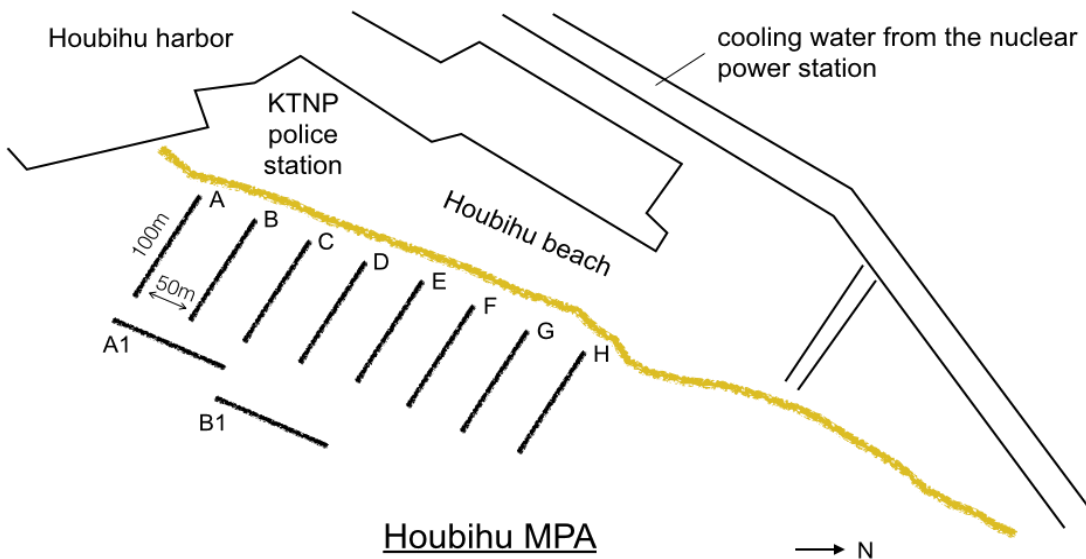 Houbihu harbor
cooling water from the nuclear
power station
KTNP
police
station
Houbihu beach
A
B
C
D
E
F
G
H
100m
50m
A1
B1
Houbihu MPA
N